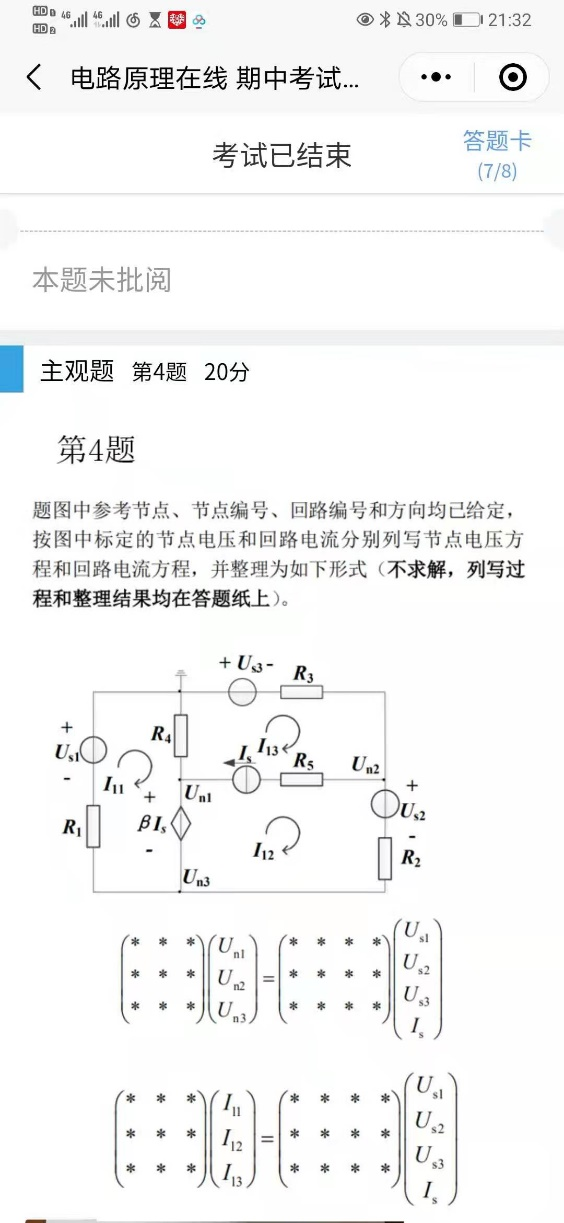 HD 1 4G 4G 30% 21:32
HD 2
电路原理在线 期中考试...
考试已结束
答题卡
(7/8)
本题未批阅
主观题 第4题 20分
第4题
题图中参考节点、节点编号、回路编号和方向均已给定，
按图中标定的节点电压和回路电流分别列写节点电压方
程和回路电流方程，并整理为如下形式（不求解，列写过
程和整理结果均在答题纸上）。
+ Us3 -
R3
+
Us1
-
R4
I11
Is
I13
R5
Un2
+
Us2
-
Un1
R1
+
βIs
-
I12
R2
Un3
(* * *) (Un1) = (* * * *) (Us1)
(* * *) (Un2) = (* * * *) (Us2)
(* * *) (Un3) = (* * * *) (Us3)
(Is)
(* * *) (I11) = (* * * *) (Us1)
(* * *) (I12) = (* * * *) (Us2)
(* * *) (I13) = (* * * *) (Us3)
(Is)